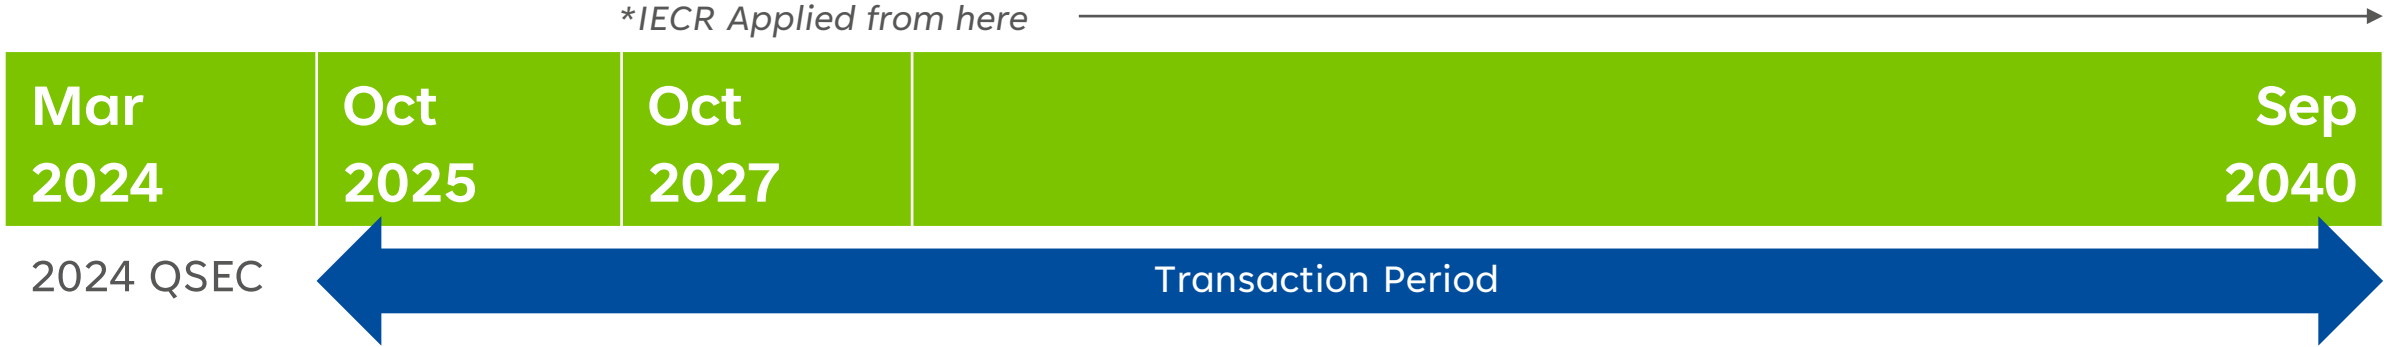 *IECR Applied from here
Mar
2024
Oct
2025
Oct
2027
Sep
2040
2024 QSEC
Transaction Period